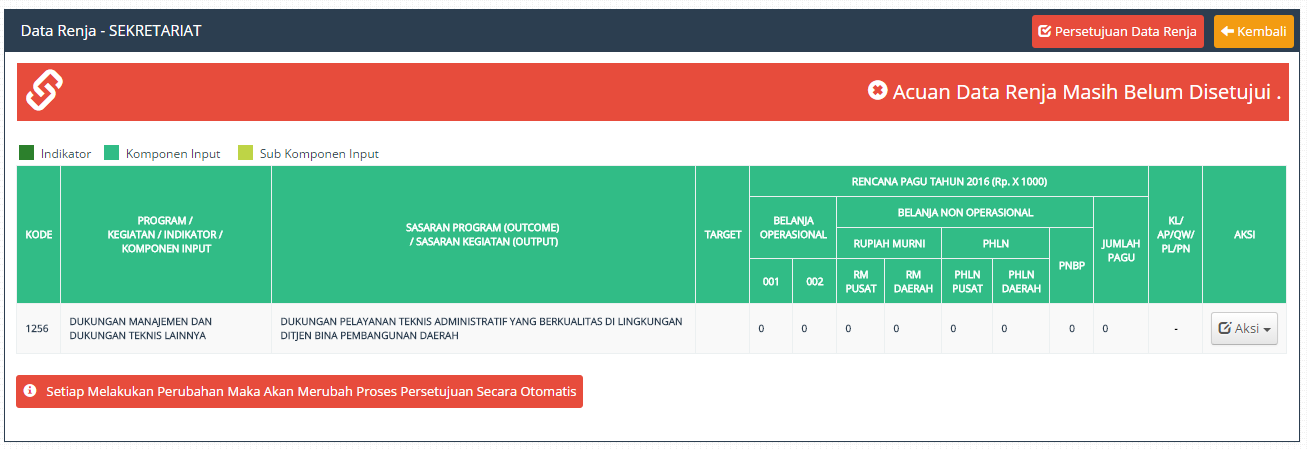 Data Renja - SEKRETARIAT
Persetujuan Data Renja
Kembali
Acuan Data Renja Masih Belum Disetujui .
Indikator
Komponen Input
Sub Komponen Input
KODE
PROGRAM /
KEGIATAN / INDIKATOR /
KOMPONEN INPUT
SASARAN PROGRAM (OUTCOME)
/ SASARAN KEGIATAN (OUTPUT)
TARGET
RENCANA PAGU TAHUN 2016 (Rp. X 1000)
BELANJA
OPERASIONAL
BELANJA NON OPERASIONAL
RUPIAH MURNI
PHLN
PNBP
JUMLAH
PAGU
001
002
RM
PUSAT
RM
DAERAH
PHLN
PUSAT
PHLN
DAERAH
KL/
AP/QW/
PL/PN
AKSI
1256
DUKUNGAN MANAJEMEN DAN
DUKUNGAN TEKNIS LAINNYA
DUKUNGAN PELAYANAN TEKNIS ADMINISTRATIF YANG BERKUALITAS DI LINGKUNGAN
DITJEN BINA PEMBANGUNAN DAERAH
0
0
0
0
0
0
0
0
-
Aksi
Setiap Melakukan Perubahan Maka Akan Merubah Proses Persetujuan Secara Otomatis